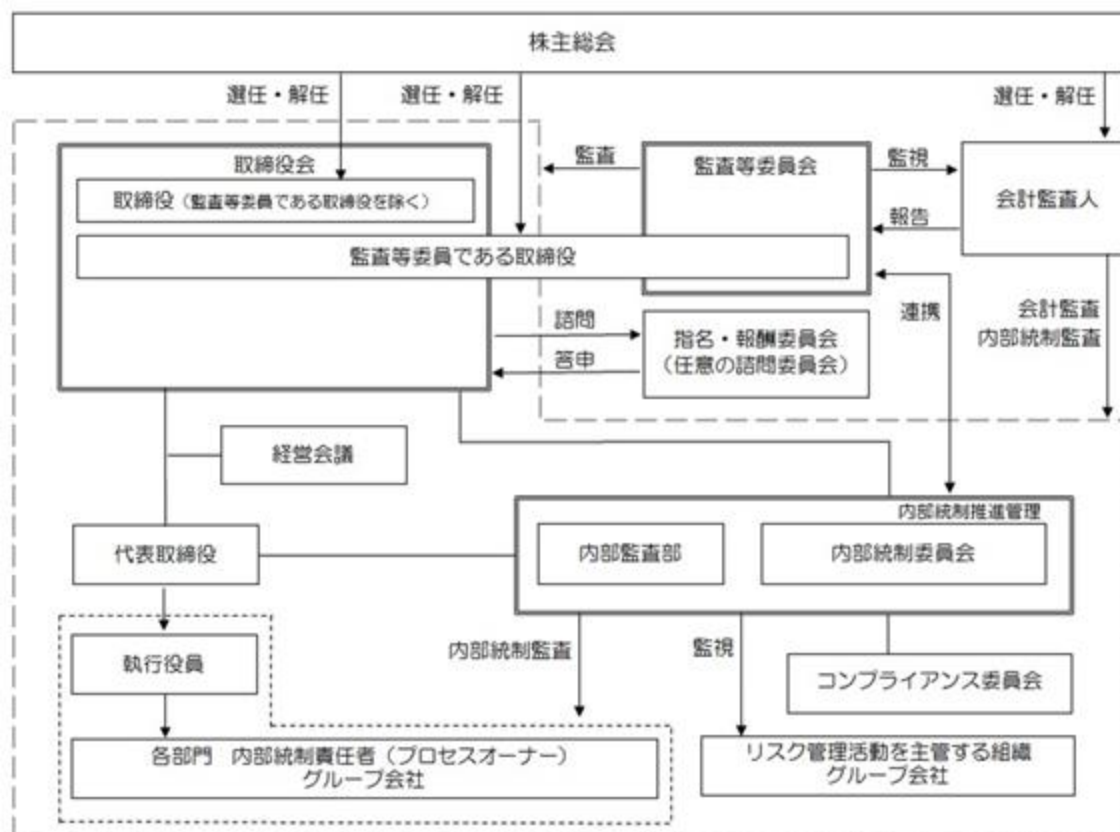 株主総会
選任・解任
選任・解任
選任・解任
取締役会
取締役（監査等委員である取締役を除く）
監査等委員である取締役
監査
監査等委員会
監視
報告
会計監査人
連携
会計監査
内部統制監査
諮問
答申
指名・報酬委員会
（任意の諮問委員会）
経営会議
代表取締役
内部統制推進管理
内部監査部
内部統制委員会
執行役員
内部統制監査
監視
コンプライアンス委員会
各部門　内部統制責任者（プロセスオーナー）
グループ会社
リスク管理活動を主管する組織
グループ会社